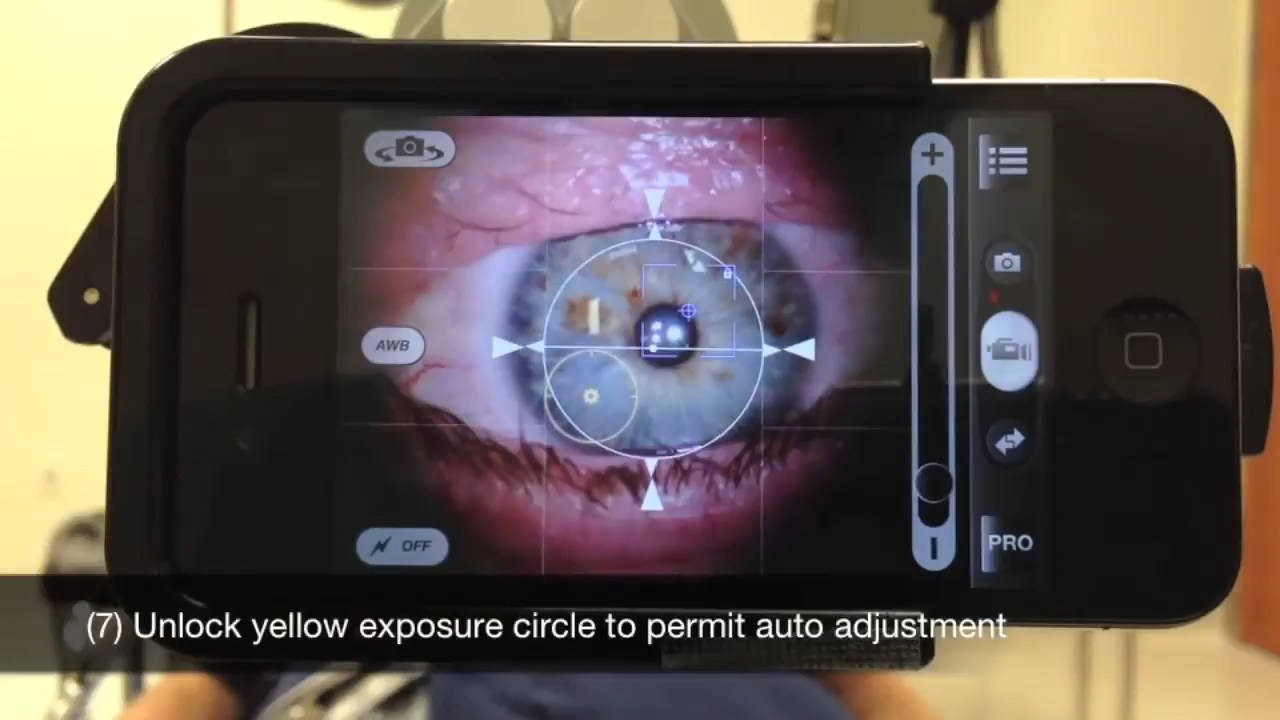 AWB
OFF
PRO
(7) Unlock yellow exposure circle to permit auto adjustment